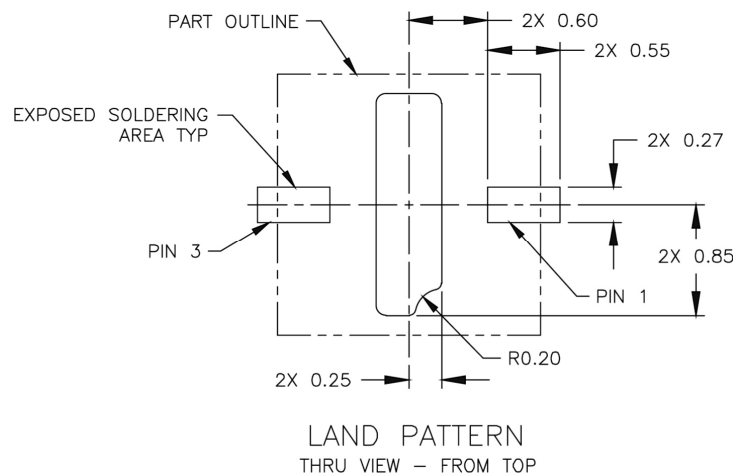 PART OUTLINE
2X 0.60
2X 0.55
EXPOSED SOLDERING
AREA TYP
2X 0.27
PIN 3
2X 0.85
PIN 1
R0.20
2X 0.25
LAND PATTERN
THRU VIEW – FROM TOP